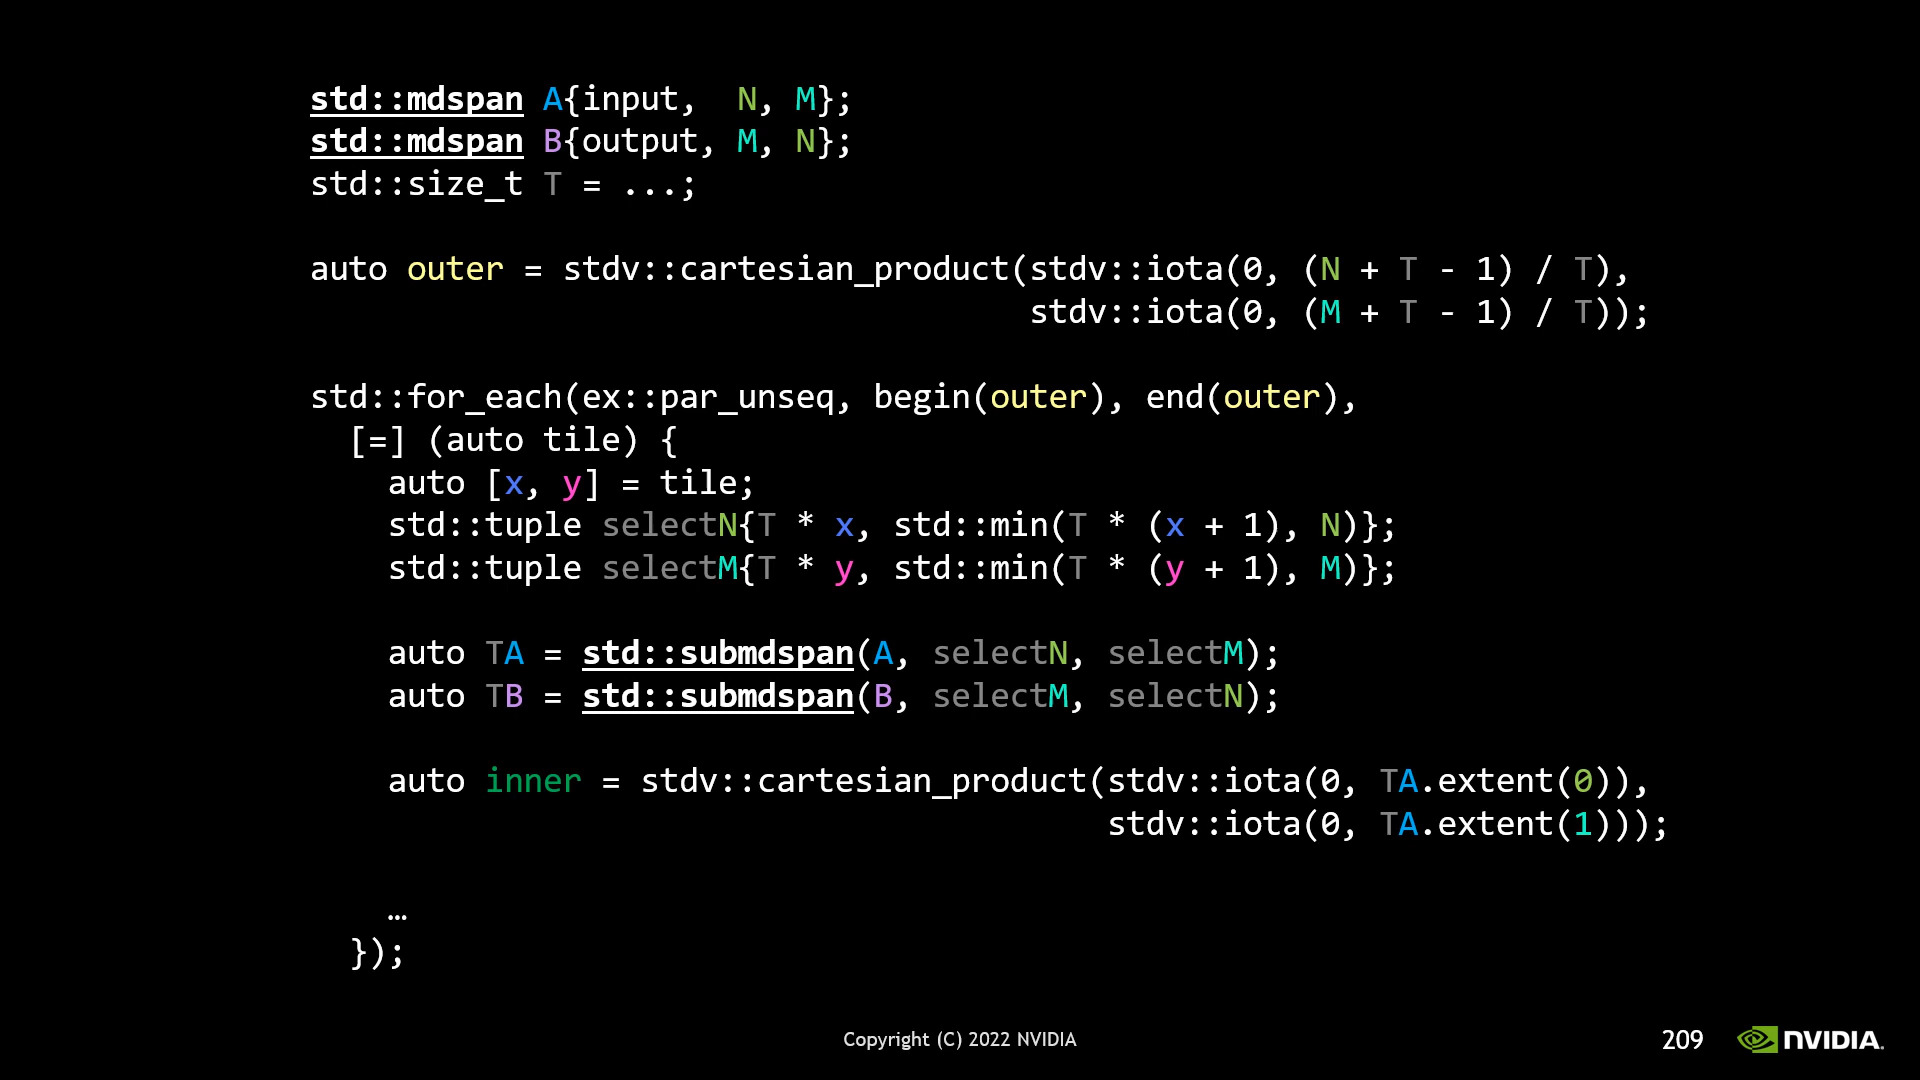 std::mdspan A{input,  N, M};
std::mdspan B{output, M, N};
std::size_t T = ...;
auto outer = stdv::cartesian_product(stdv::iota(0, (N + T - 1) / T),
stdv::iota(0, (M + T - 1) / T));
std::for_each(ex::par_unseq, begin(outer), end(outer),
[=] (auto tile) {
auto [x, y] = tile;
std::tuple selectN{T * x, std::min(T * (x + 1), N)};
std::tuple selectM{T * y, std::min(T * (y + 1), M)};
auto TA = std::submdspan(A, selectN, selectM);
auto TB = std::submdspan(B, selectM, selectN);
auto inner = stdv::cartesian_product(stdv::iota(0, TA.extent(0)),
stdv::iota(0, TA.extent(1)));
…
});
Copyright (C) 2022 NVIDIA
209
NVIDIA.